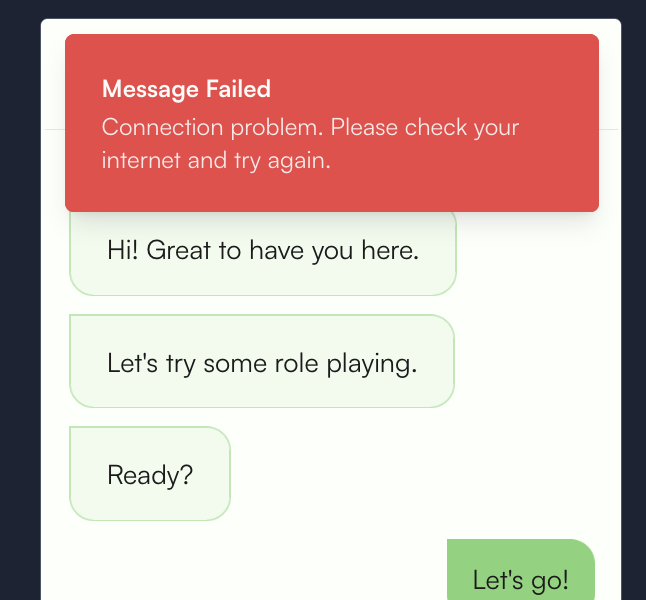 Message Failed
Connection problem. Please check your
internet and try again.
Hi! Great to have you here.
Let's try some role playing.
Ready?
Let's go!